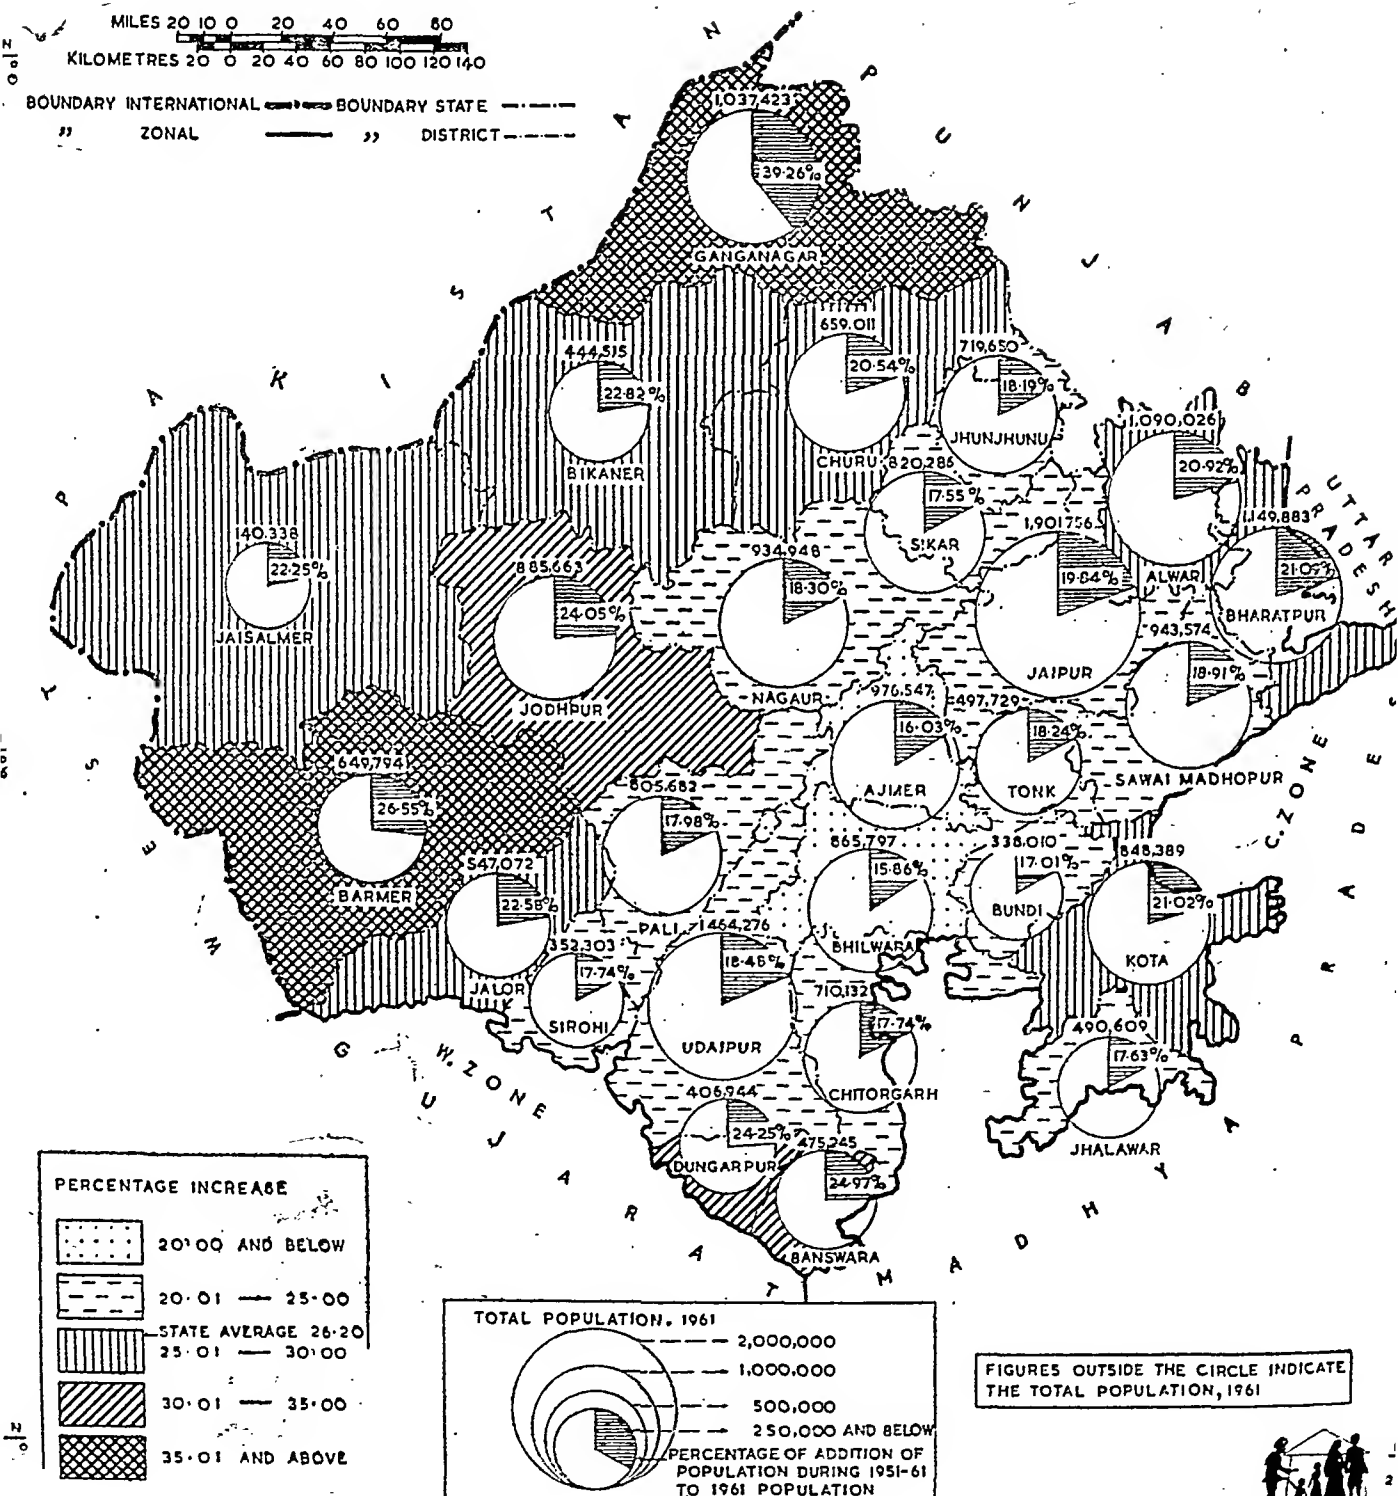 MILES 20 10 0 20 40 60 80
KILOMETRES 20 0 20 40 60 80 100 120 140
BOUNDARY INTERNATIONAL BOUNDARY STATE
" ZONAL " DISTRICT
WEST PAKISTAN
PUNJAB
UTTAR
PRADESH
C. ZONE
MADHYA PRADESH
W. ZONE
GUJARAT
1,037,423
39·26%
GANGANAGAR
659,011
20·54%
CHURU
719,650
18·19%
JHUNJHUNU
444,515
22·82%
BIKANER
1,090,026
20·92%
ALWAR
820,286
17·55%
SIKAR
1,901,756
19·84%
JAIPUR
1,149,883
21·09%
BHARATPUR
140,338
22·25%
JAISALMER
885,663
24·05%
JODHPUR
934,948
18·30%
NAGAUR
943,574
18·91%
SAWAI MADHOPUR
976,547
16·03%
AJMER
497,729
18·24%
TONK
649,794
26·55%
BARMER
805,682
17·98%
PALI
865,797
15·86%
BHILWARA
338,010
17·01%
BUNDI
848,389
21·02%
KOTA
547,072
22·58%
JALOR
352,303
17·74%
SIROHI
1464,276
18·48%
UDAIPUR
710,132
17·74%
CHITORGARH
490,609
17·63%
JHALAWAR
406,944
24·25%
DUNGARPUR
475,245
24·97%
BANSWARA
PERCENTAGE INCREASE
20·00 AND BELOW
20·01 — 25·00
STATE AVERAGE 26·20
25·01 — 30·00
30·01 — 35·00
35·01 AND ABOVE
TOTAL POPULATION. 1961
2,000,000
1,000,000
500,000
250,000 AND BELOW
PERCENTAGE OF ADDITION OF
POPULATION DURING 1951-61
TO 1961 POPULATION
FIGURES OUTSIDE THE CIRCLE INDICATE
THE TOTAL POPULATION, 1961